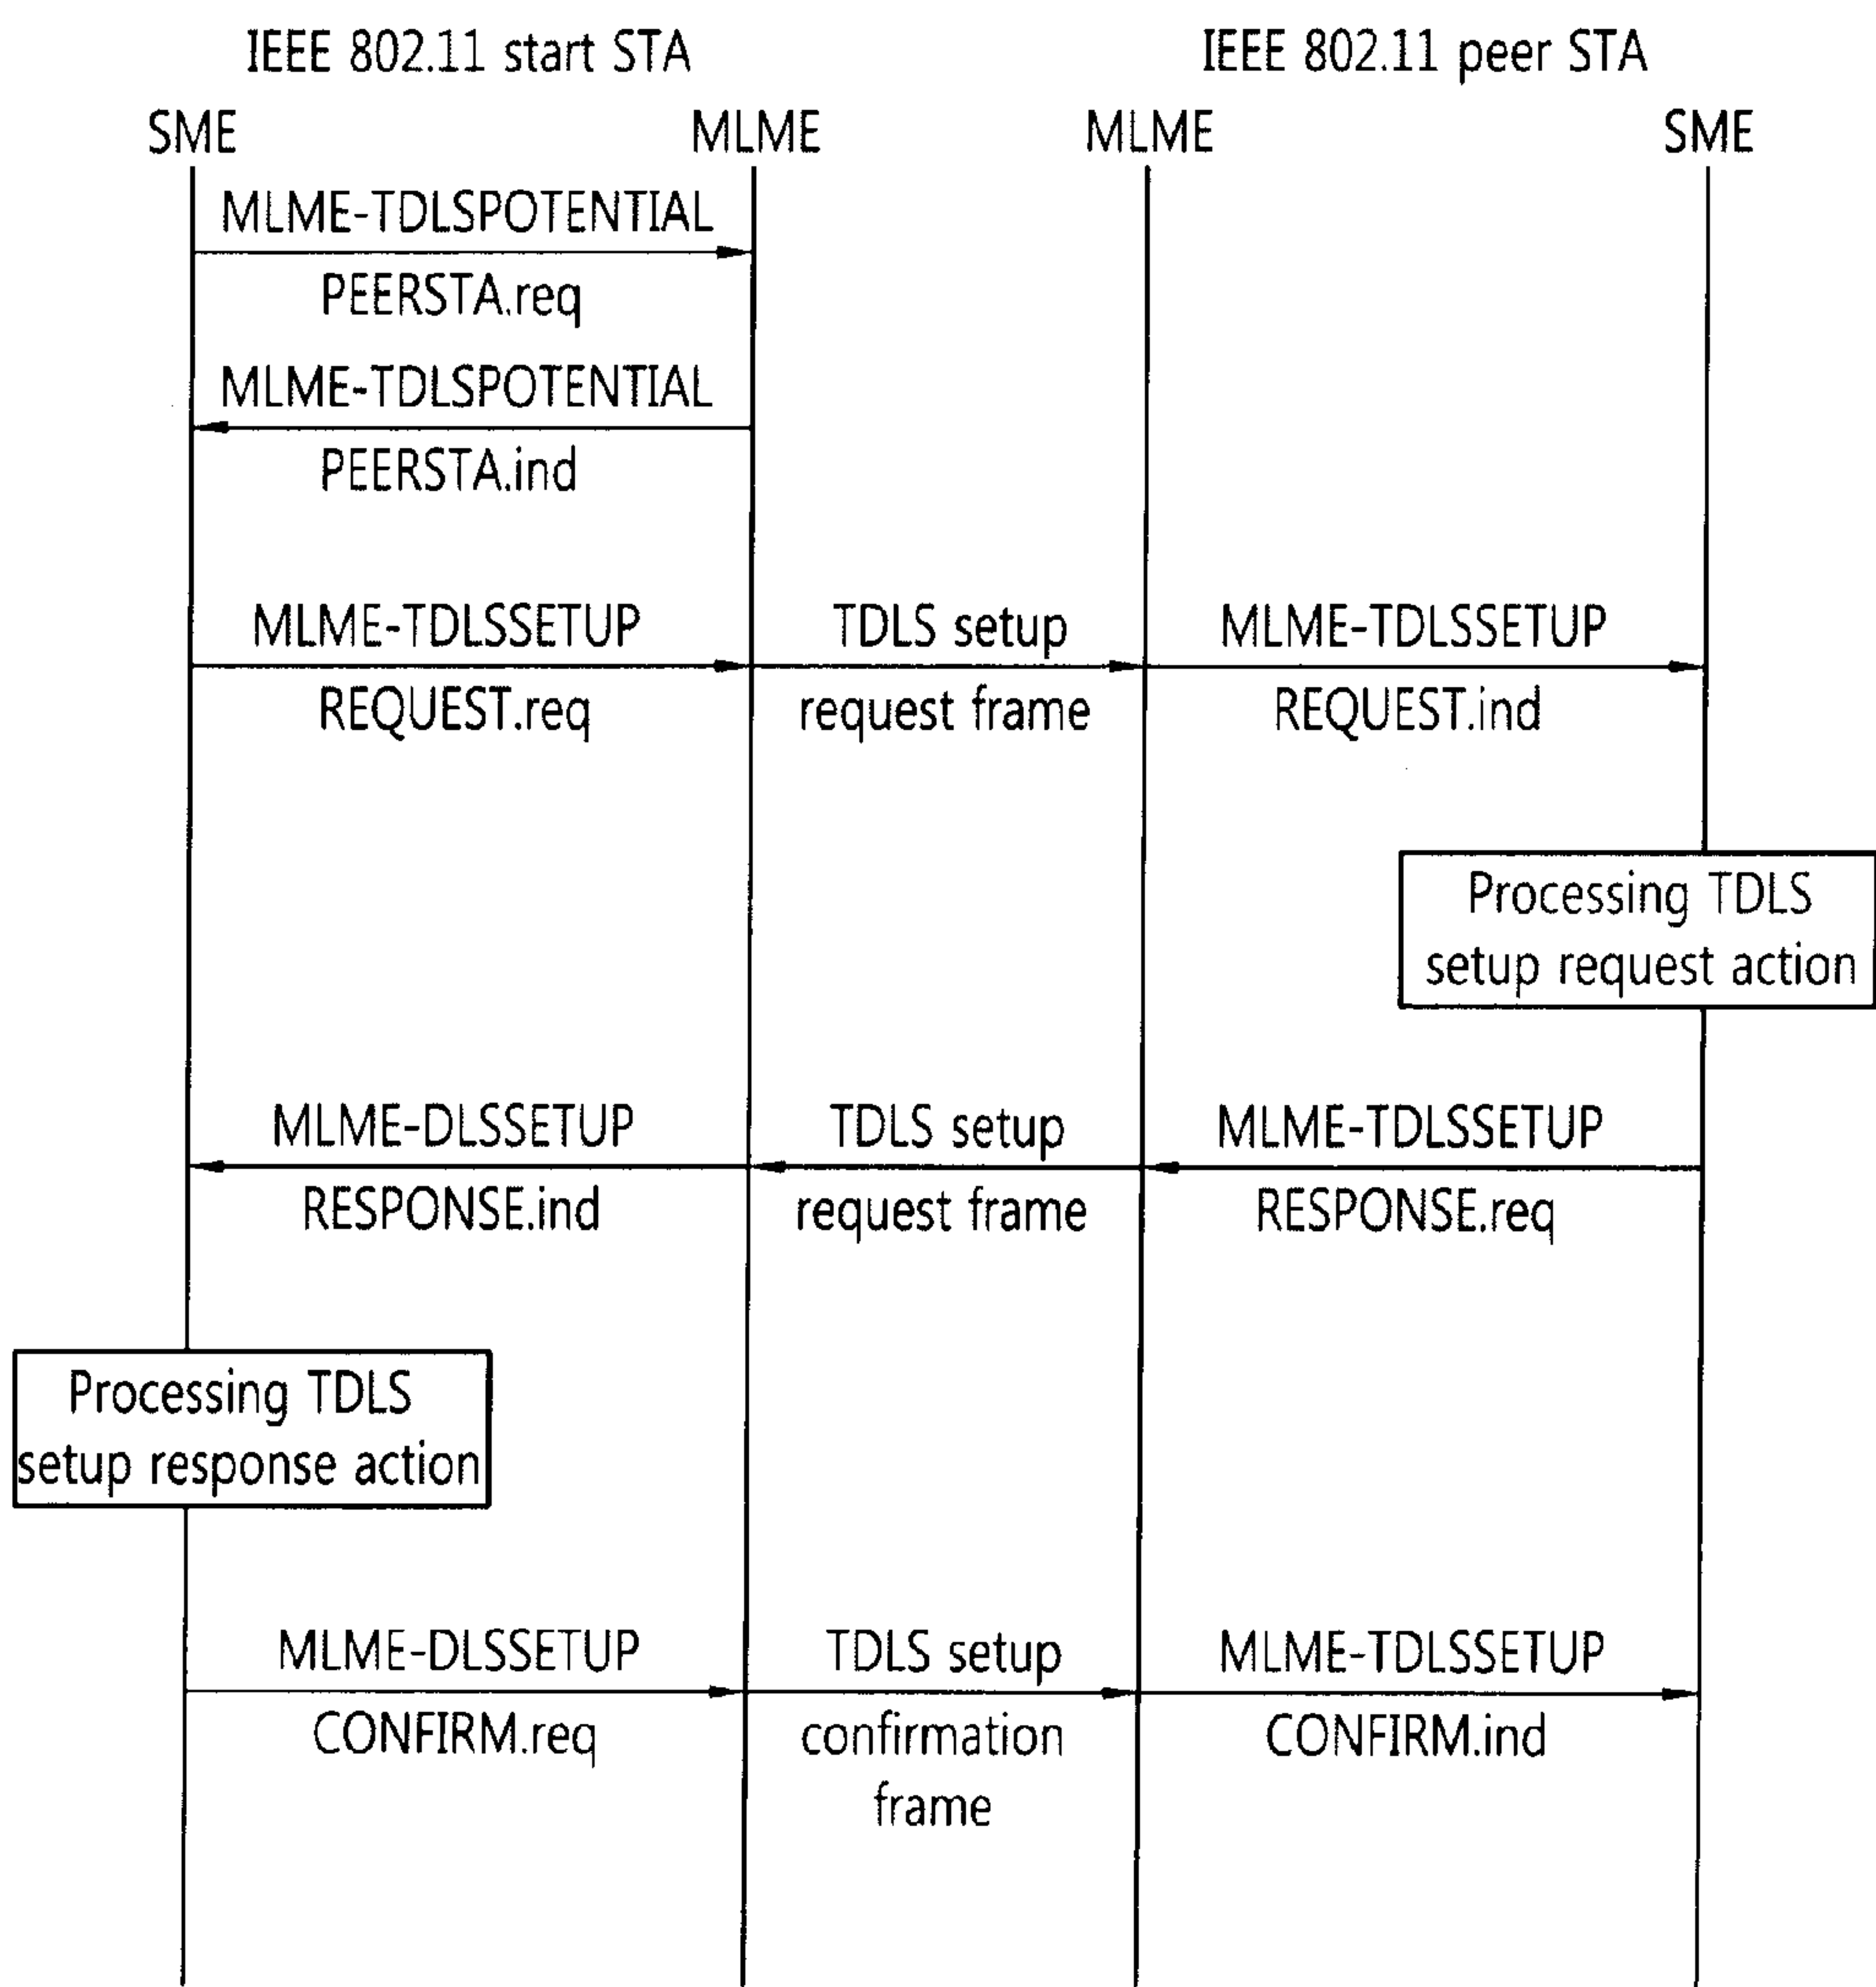 IEEE 802.11 start STA
IEEE 802.11 peer STA
SME
MLME
MLME
SME
MLME-TDLSPOTENTIAL
PEERSTA.req
MLME-TDLSPOTENTIAL
PEERSTA.ind
MLME-TDLSSETUP
REQUEST.req
TDLS setup
request frame
MLME-TDLSSETUP
REQUEST.ind
Processing TDLS
setup request action
MLME-DLSSETUP
RESPONSE.ind
TDLS setup
request frame
MLME-TDLSSETUP
RESPONSE.req
Processing TDLS
setup response action
MLME-DLSSETUP
CONFIRM.req
TDLS setup
confirmation
frame
MLME-TDLSSETUP
CONFIRM.ind